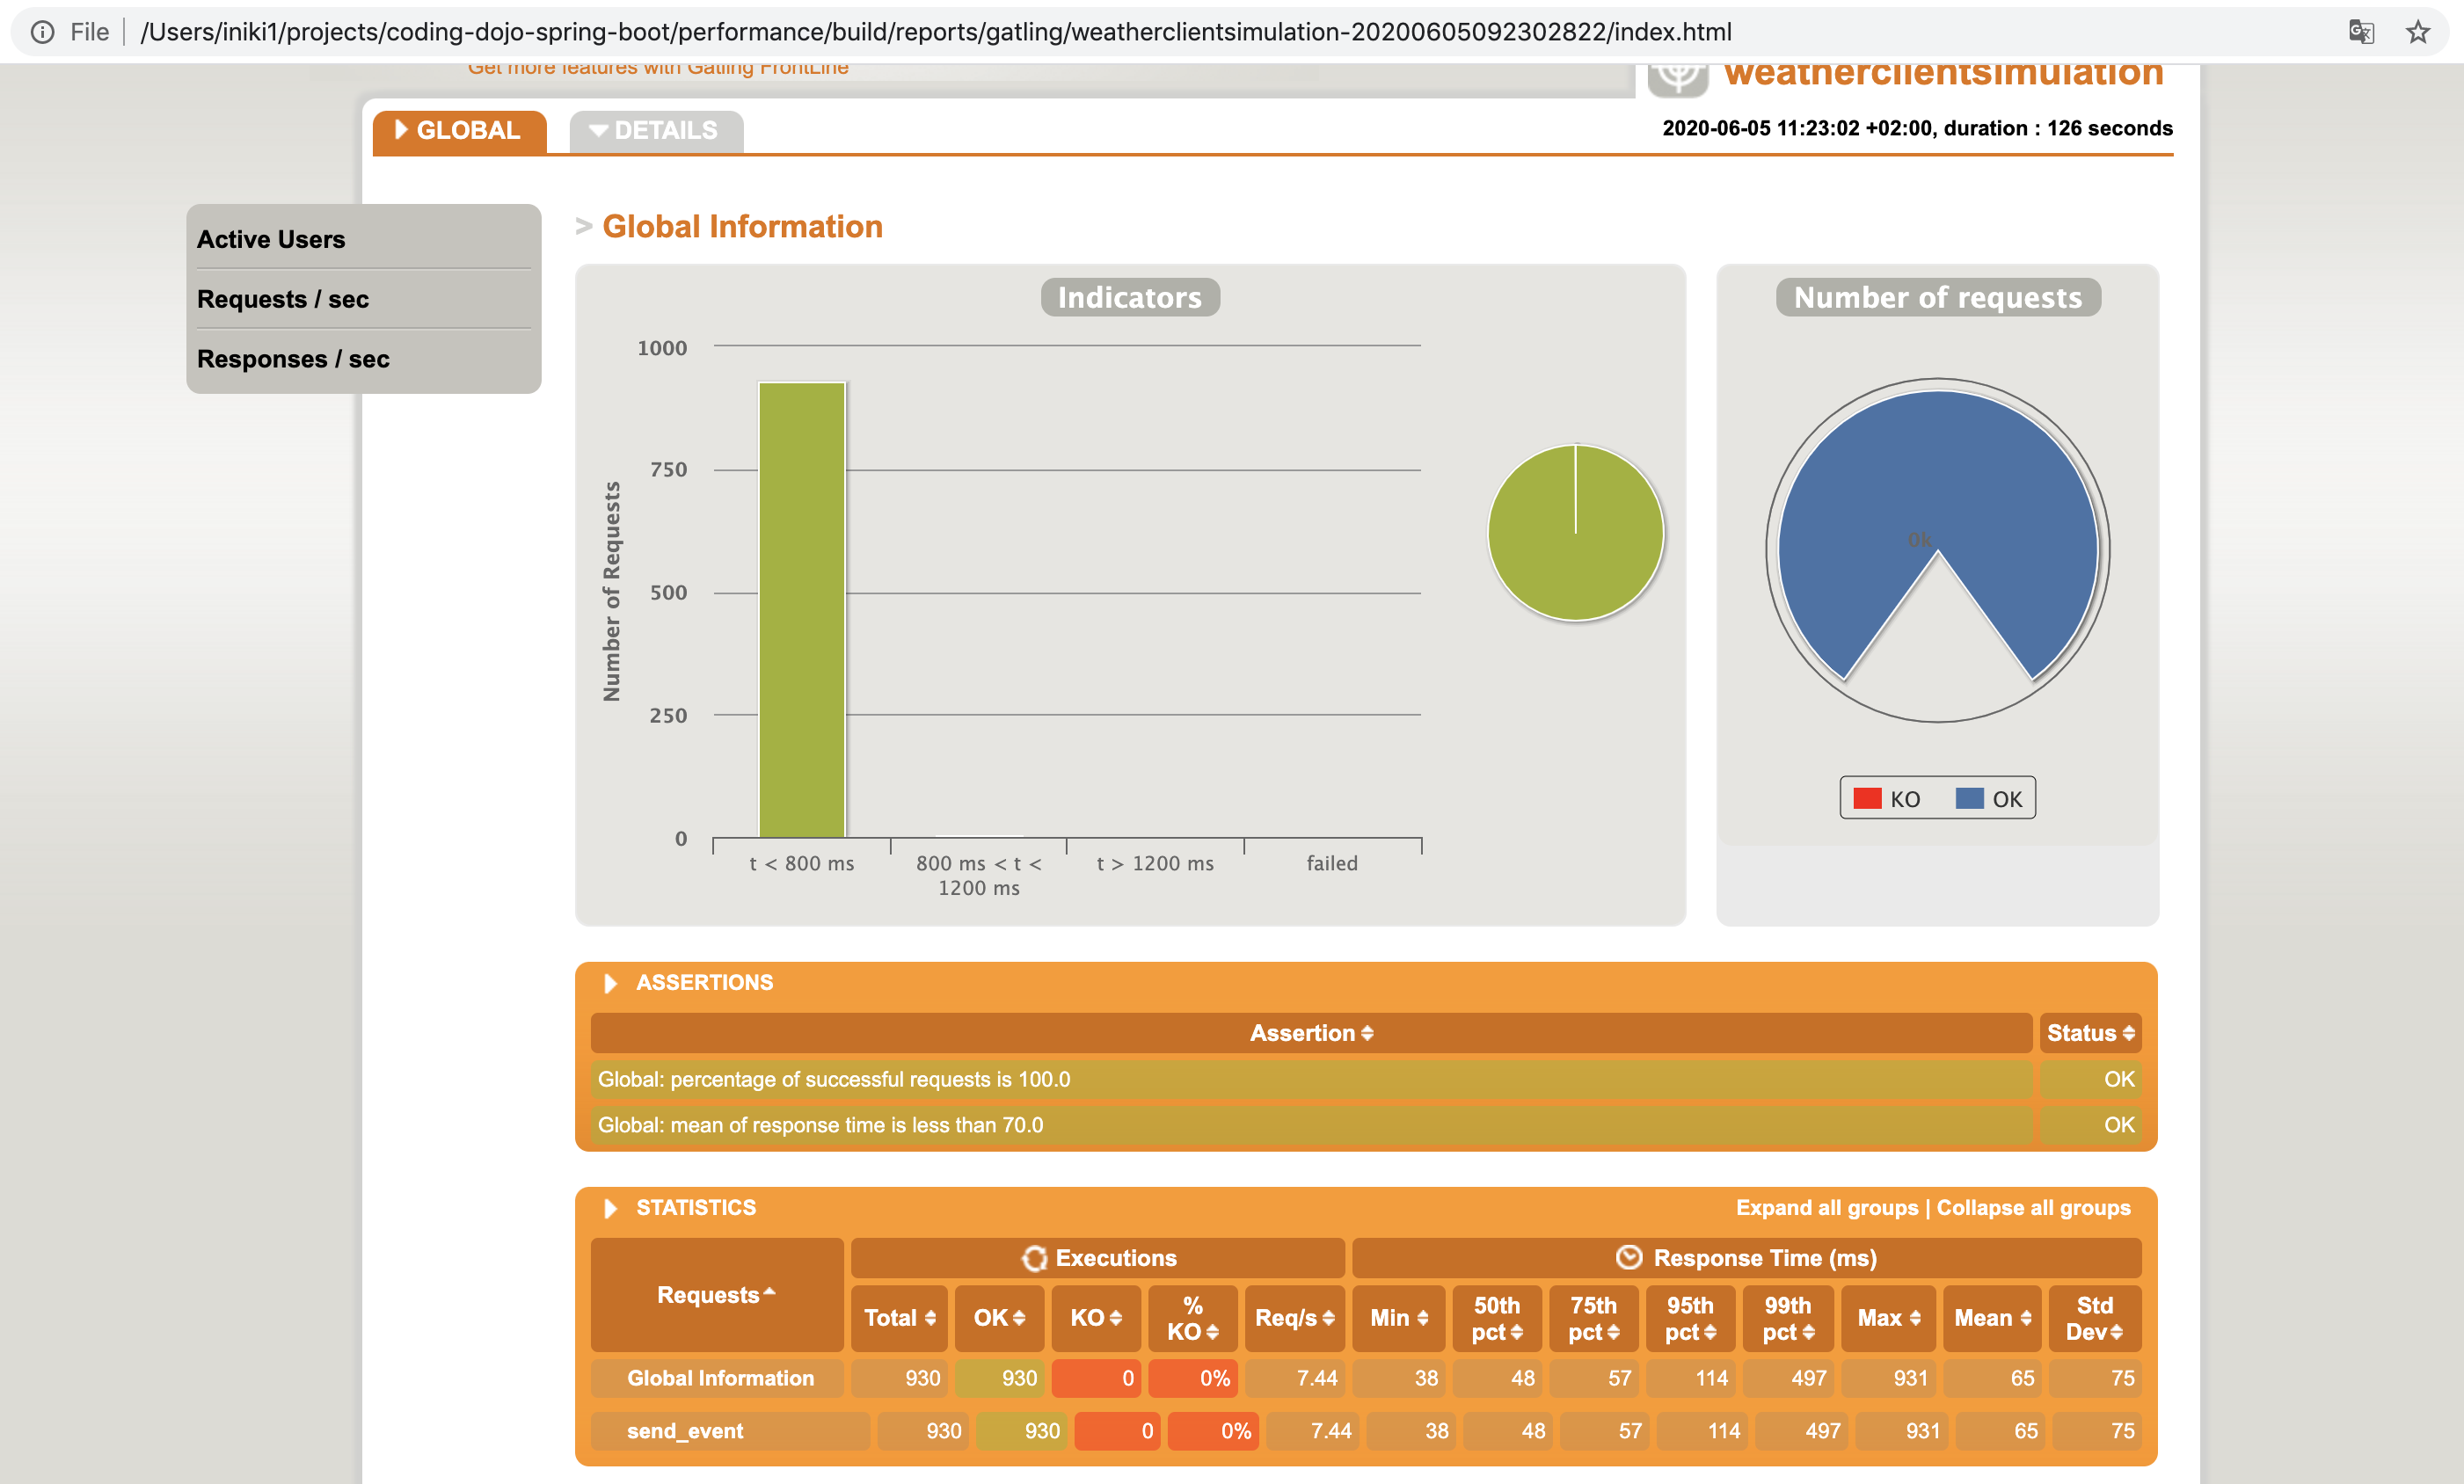 File
/Users/iniki1/projects/coding-dojo-spring-boot/performance/build/reports/gatling/weatherclientsimulation-20200605092302822/index.html
Get more features with Gatling FrontLine
weatherclientsimulation
GLOBAL
DETAILS
2020-06-05 11:23:02 +02:00, duration : 126 seconds
Active Users
Requests / sec
Responses / sec
> Global Information
Indicators
Number of Requests
1000
750
500
250
0
t < 800 ms
800 ms < t <
1200 ms
t > 1200 ms
failed
Number of requests
Ok
KO OK
ASSERTIONS
Assertion Status
Global: percentage of successful requests is 100.0 OK
Global: mean of response time is less than 70.0 OK
STATISTICS
Expand all groups | Collapse all groups
Requests
Executions
Response Time (ms)
Total OK KO % KO Req/s Min 50th pct 75th pct 95th pct 99th pct Max Mean Std Dev
Global Information 930 930 0 0% 7.44 38 48 57 114 497 931 65 75
send_event 930 930 0 0% 7.44 38 48 57 114 497 931 65 75